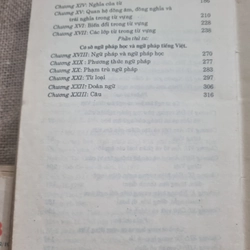 Chương XIV: Nghĩa của từ 196
Chương XV: Quan hệ đồng âm, đồng nghĩa và
trái nghĩa trong từ vựng 216
Chương XVI: Biến đổi trong từ vựng 228
Chương XVII: Các lớp từ trong từ vựng 238
Phần thứ tư:
Cơ sở ngữ pháp học và ngữ pháp tiếng Việt.
Chương XVIII: Ngữ pháp và ngữ pháp học 270
Chương XIX : Phương thức ngữ pháp 277
Chương XX: Phạm trù ngữ pháp 285
Chương XXI: Từ loại 297
Chương XXII: Đoản ngữ 306
Chương XXIII: Câu 316